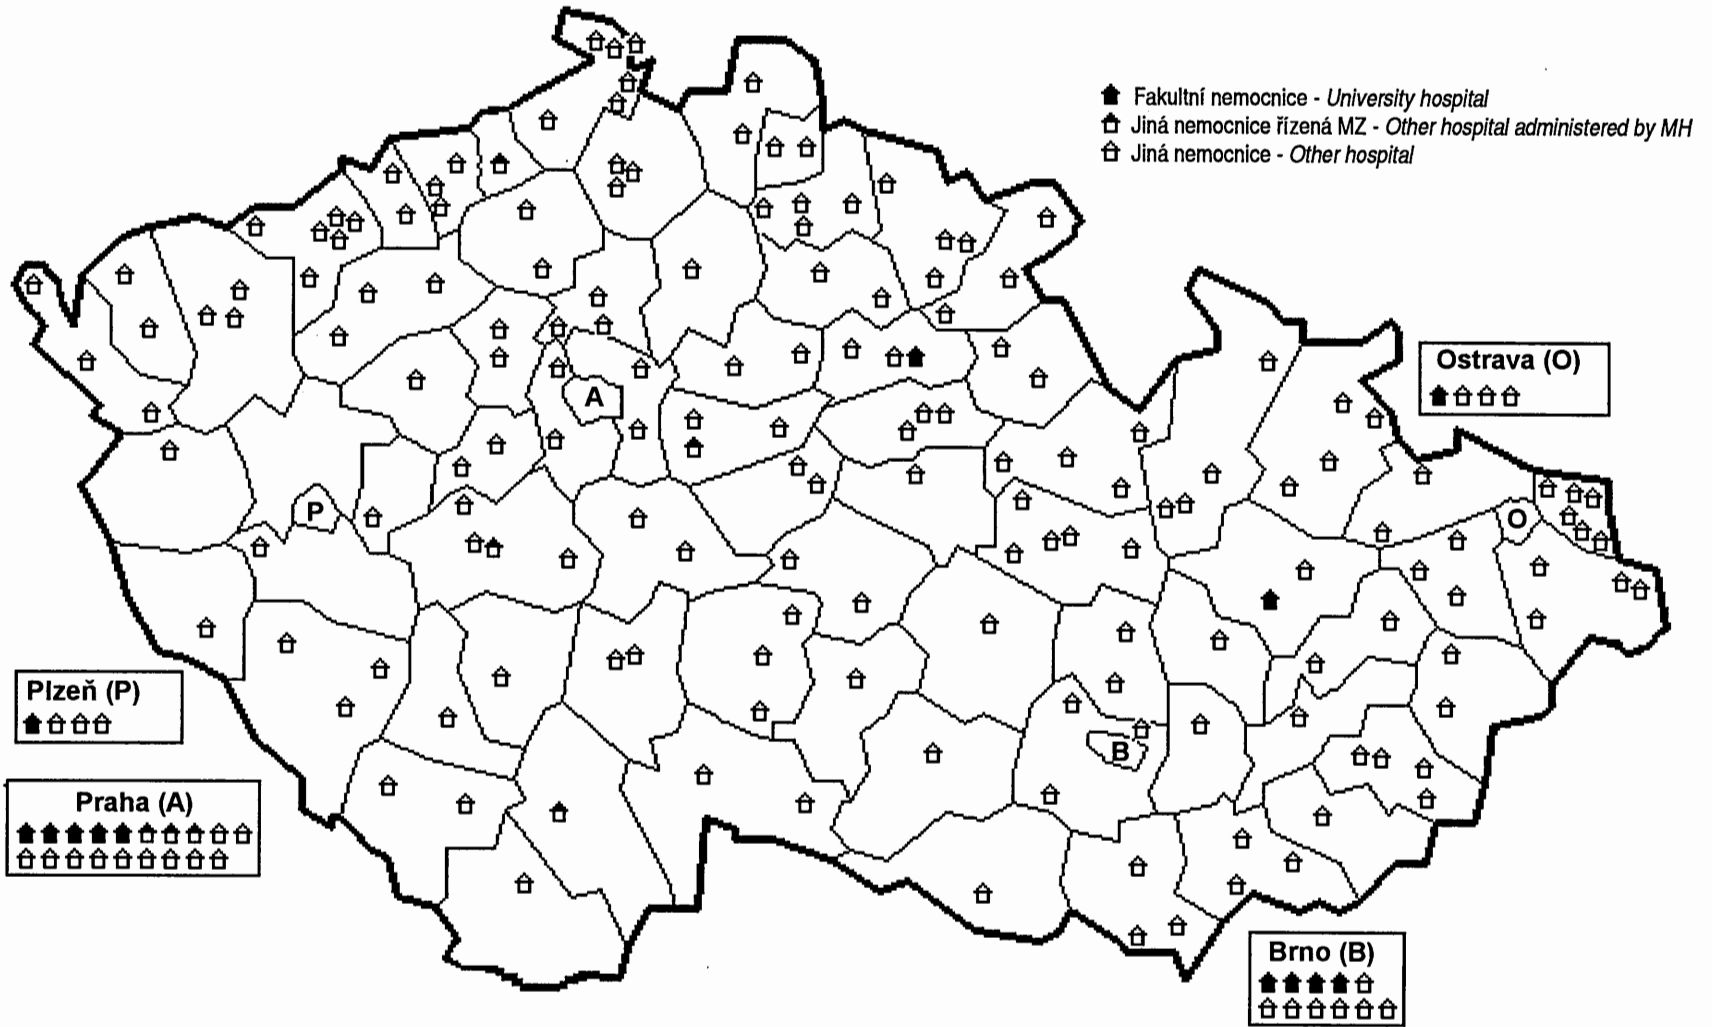 Fakultní nemocnice - University hospital
Jiná nemocnice řízená MZ - Other hospital administered by MH
Jiná nemocnice - Other hospital
Ostrava (O)
A
P
O
Plzeň (P)
B
Praha (A)
Brno (B)